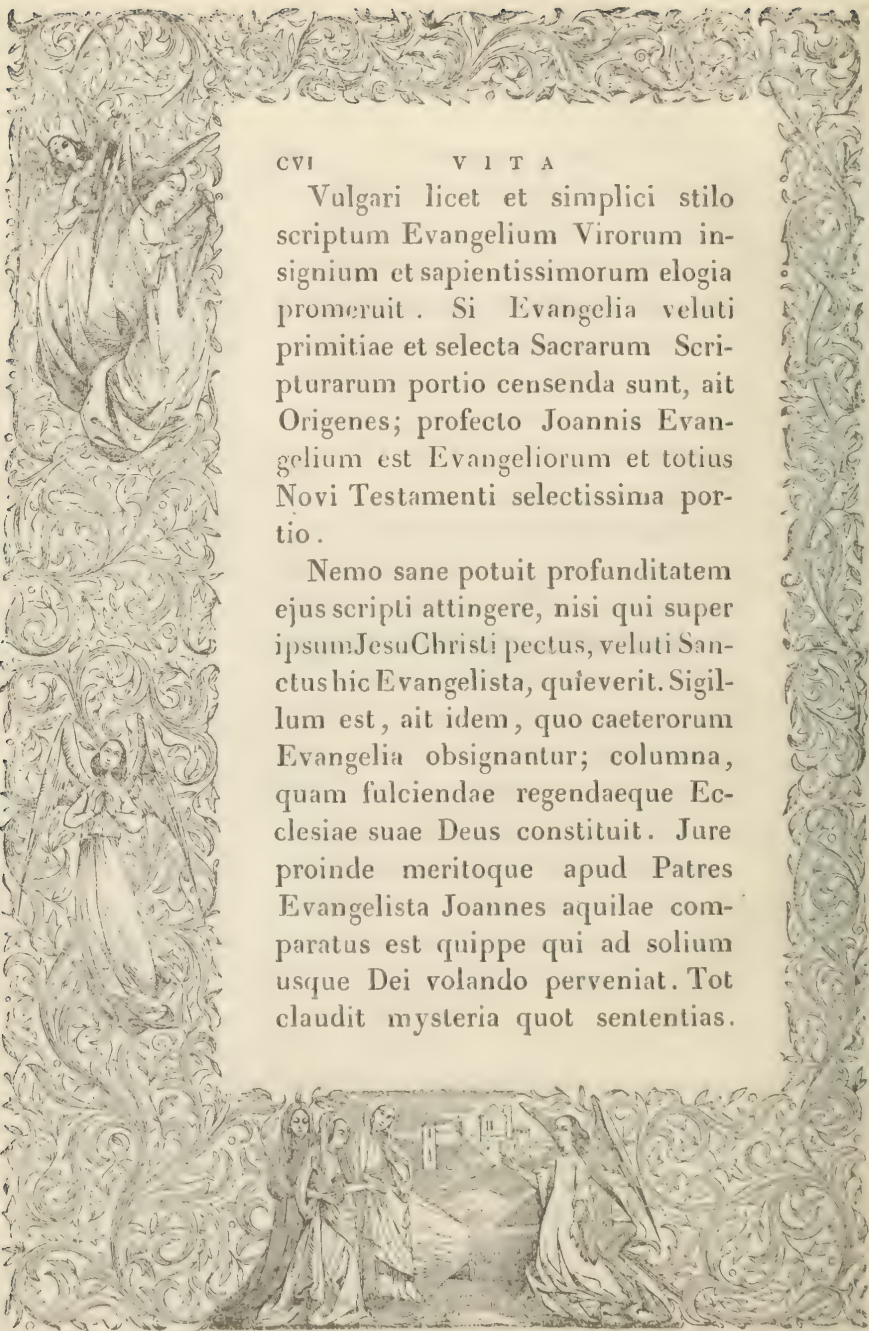 CVI V I T A
Vulgari licet et simplici stilo
scriptum Evangelium Virorum in-
signium et sapientissimorum elogia
promeruit . Si Evangelia veluti
primitiae et selecta Sacrarum Scri-
pturarum portio censenda sunt, ait
Origenes; profecto Joannis Evan-
gelium est Evangeliorum et totius
Novi Testamenti selectissima por-
tio .
Nemo sane potuit profunditatem
ejus scripti attingere, nisi qui super
ipsum Jesu Christi pectus, veluti San-
ctus hic Evangelista, quieverit. Sigil-
lum est, ait idem, quo caeterorum
Evangelia obsignantur; columna,
quam fulciendae regendaeque Ec-
clesiae suae Deus constituit. Jure
proinde meritoque apud Patres
Evangelista Joannes aquilae com-
paratus est quippe qui ad solium
usque Dei volando perveniat. Tot
claudit mysteria quot sententias.